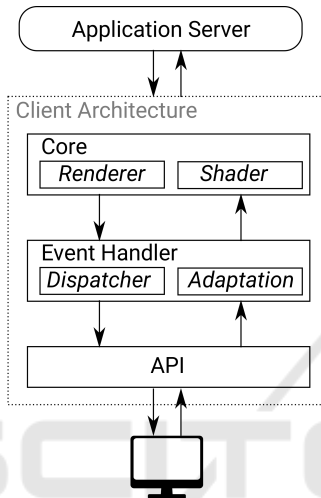 Application Server
Client Architecture
Core
Renderer Shader
Event Handler
Dispatcher Adaptation
API